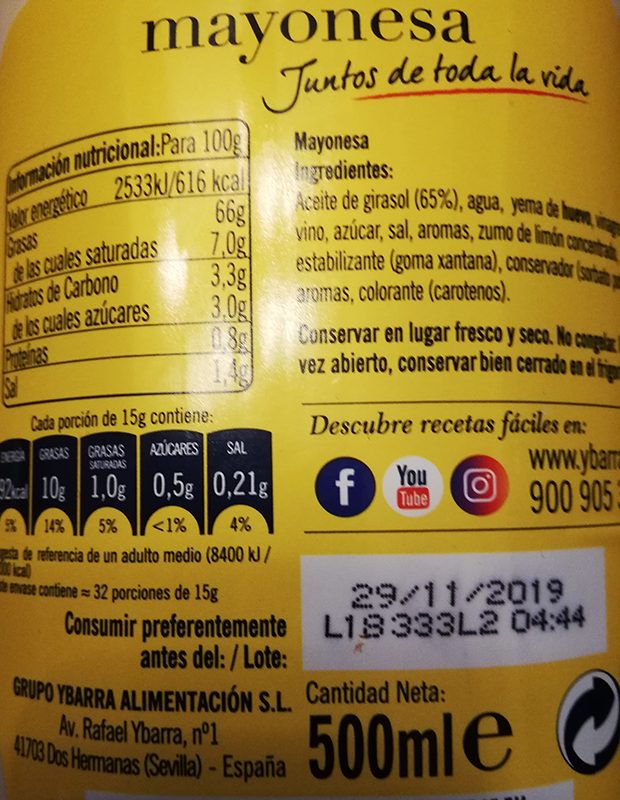 mayonesa
Juntos de toda la vida
Información nutricional: Para 100g
Valor energético 2533kJ/616 kcal
Grasas 66g
de las cuales saturadas 7,0g
Hidratos de Carbono 3,3g
de los cuales azúcares 3,0g
Proteínas 0,8g
Sal 1,4g
Cada porción de 15g contiene:
ENERGÍA GRASAS GRASAS SATURADAS AZÚCARES SAL
92kcal 10g 1,0g 0,5g 0,21g
5% 14% 5% <1% 4%
de referencia de un adulto medio (8400 kJ /
kcal)
envase contiene ≈ 32 porciones de 15g
Consumir preferentemente
antes del: / Lote:
GRUPO YBARRA ALIMENTACIÓN S.L.
Av. Rafael Ybarra, nº1
41703 Dos Hermanas (Sevilla) - España
Mayonesa
Ingredientes:
Aceite de girasol (65%), agua, yema de huevo,
vino, azúcar, sal, aromas, zumo de limón concentrado,
estabilizante (goma xantana), conservador (sorbato
aromas, colorante (carotenos).
Conservar en lugar fresco y seco. No congelar.
vez abierto, conservar bien cerrado en el
Descubre recetas fáciles en:
f
You
Tube
www.ybarra
900 905
29/11/2019
L18333L2 04:44
Cantidad Neta:
500ml e